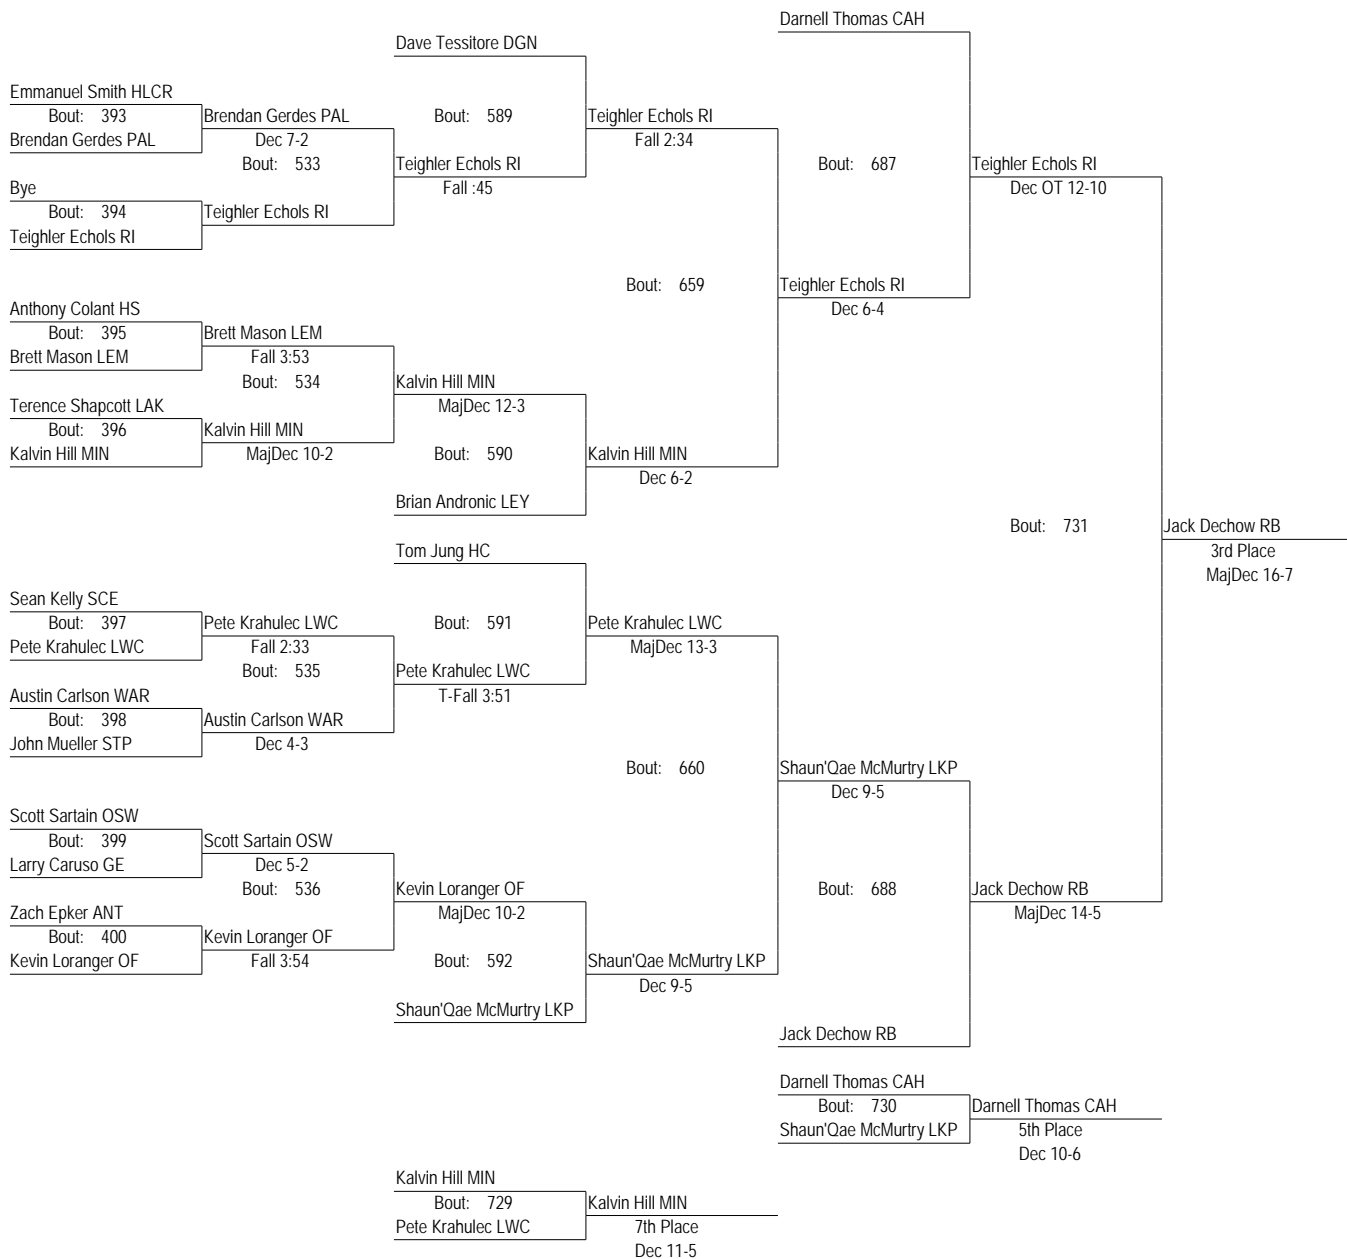 Darnell Thomas CAH
Dave Tessitore DGN
Emmanuel Smith HLCR
Bout: 393
Brendan Gerdes PAL
Brendan Gerdes PAL
Dec 7-2
Bout: 533
Bout: 589
Teighler Echols RI
Fall 2:34
Teighler Echols RI
Fall :45
Bout: 687
Teighler Echols RI
Dec OT 12-10
Bye
Bout: 394
Teighler Echols RI
Teighler Echols RI
Bout: 659
Teighler Echols RI
Dec 6-4
Anthony Colant HS
Bout: 395
Brett Mason LEM
Brett Mason LEM
Fall 3:53
Bout: 534
Kalvin Hill MIN
MajDec 12-3
Terence Shapcott LAK
Bout: 396
Kalvin Hill MIN
Kalvin Hill MIN
MajDec 10-2
Bout: 590
Kalvin Hill MIN
Dec 6-2
Brian Andronic LEY
Bout: 731
Jack Dechow RB
3rd Place
MajDec 16-7
Tom Jung HC
Sean Kelly SCE
Bout: 397
Pete Krahulec LWC
Pete Krahulec LWC
Fall 2:33
Bout: 535
Bout: 591
Pete Krahulec LWC
MajDec 13-3
Pete Krahulec LWC
T-Fall 3:51
Austin Carlson WAR
Bout: 398
John Mueller STP
Austin Carlson WAR
Dec 4-3
Bout: 660
Shaun'Qae McMurtry LKP
Dec 9-5
Scott Sartain OSW
Bout: 399
Larry Caruso GE
Scott Sartain OSW
Dec 5-2
Bout: 536
Kevin Loranger OF
MajDec 10-2
Bout: 688
Jack Dechow RB
MajDec 14-5
Zach Epker ANT
Bout: 400
Kevin Loranger OF
Kevin Loranger OF
Fall 3:54
Bout: 592
Shaun'Qae McMurtry LKP
Dec 9-5
Shaun'Qae McMurtry LKP
Jack Dechow RB
Darnell Thomas CAH
Bout: 730
Shaun'Qae McMurtry LKP
Darnell Thomas CAH
5th Place
Dec 10-6
Kalvin Hill MIN
Bout: 729
Pete Krahulec LWC
Kalvin Hill MIN
7th Place
Dec 11-5